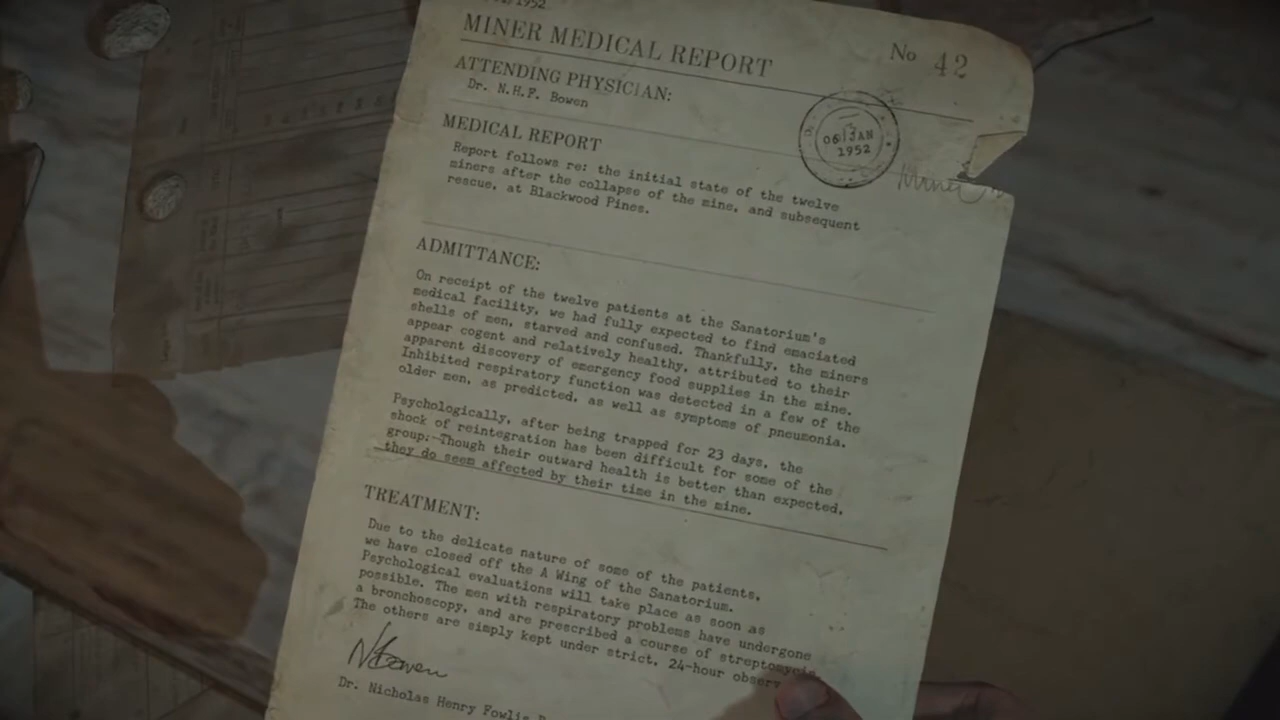 1952
MINER MEDICAL REPORT
No 42
ATTENDING PHYSICIAN:
Dr. N.H.F. Bowen
06 JAN
1952
MEDICAL REPORT
Report follows re: the initial state of the twelve
miners after the collapse of the mine, and subsequent
rescue, at Blackwood Pines.
ADMITTANCE:
On receipt of the twelve patients at the Sanatorium's
medical facility, we had fully expected to find emaciated
shells of men, starved and confused. Thankfully, the miners
appear cogent and relatively healthy, attributed to their
apparent discovery of emergency food supplies in the mine.
Inhibited respiratory function was detected in a few of the
older men, as predicted, as well as symptoms of pneumonia.
Psychologically, after being trapped for 23 days, the
shock of reintegration has been difficult for some of the
group: Though their outward health is better than expected,
they do seem affected by their time in the mine.
TREATMENT:
Due to the delicate nature of some of the patients,
we have closed off the A Wing of the Sanatorium.
Psychological evaluations will take place as soon as
possible. The men with respiratory problems have undergone
a bronchoscopy, and are prescribed a course of
The others are simply kept under strict, 24-hour
NBowen
Dr. Nicholas Henry Fowlis